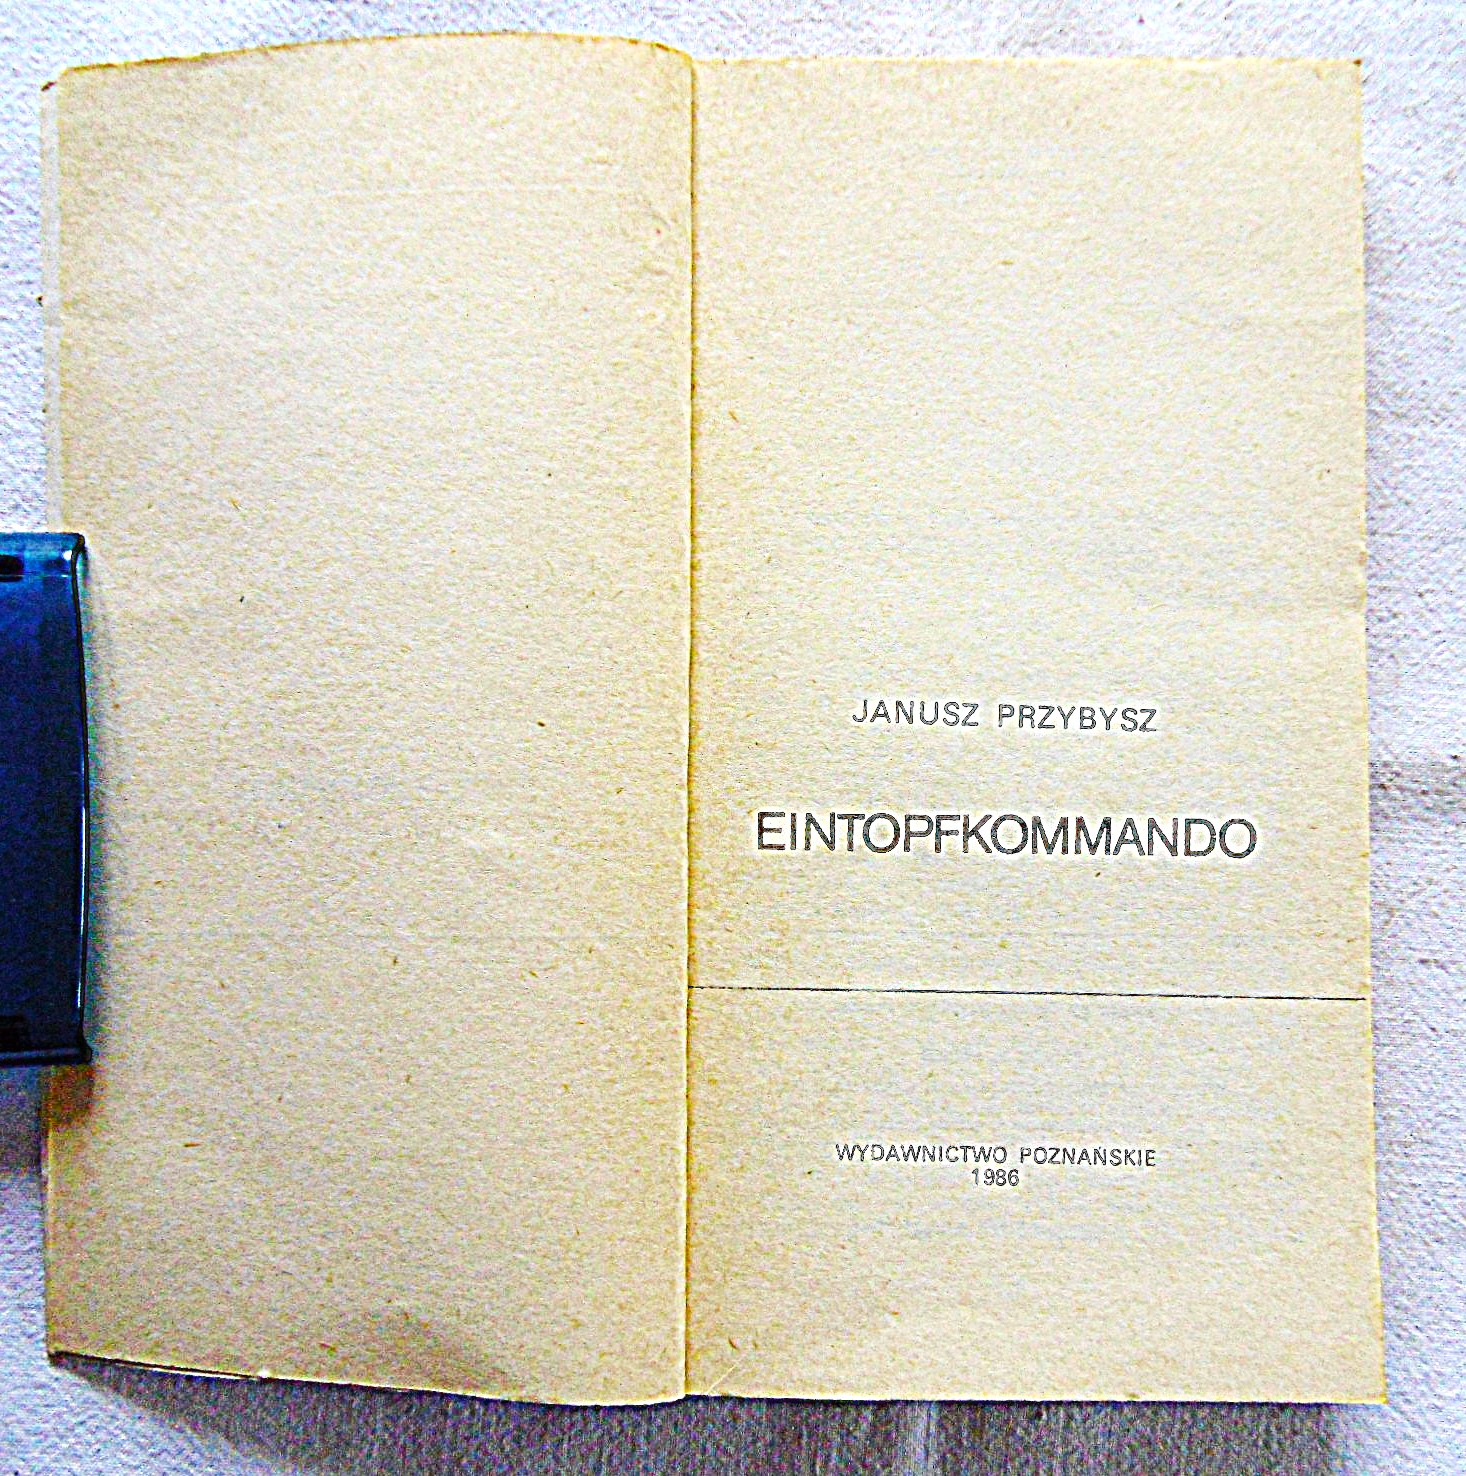 JANUSZ PRZYBYSZ
EINTOPFKOMMANDO
WYDAWNICTWO POZNAŃSKIE
1986